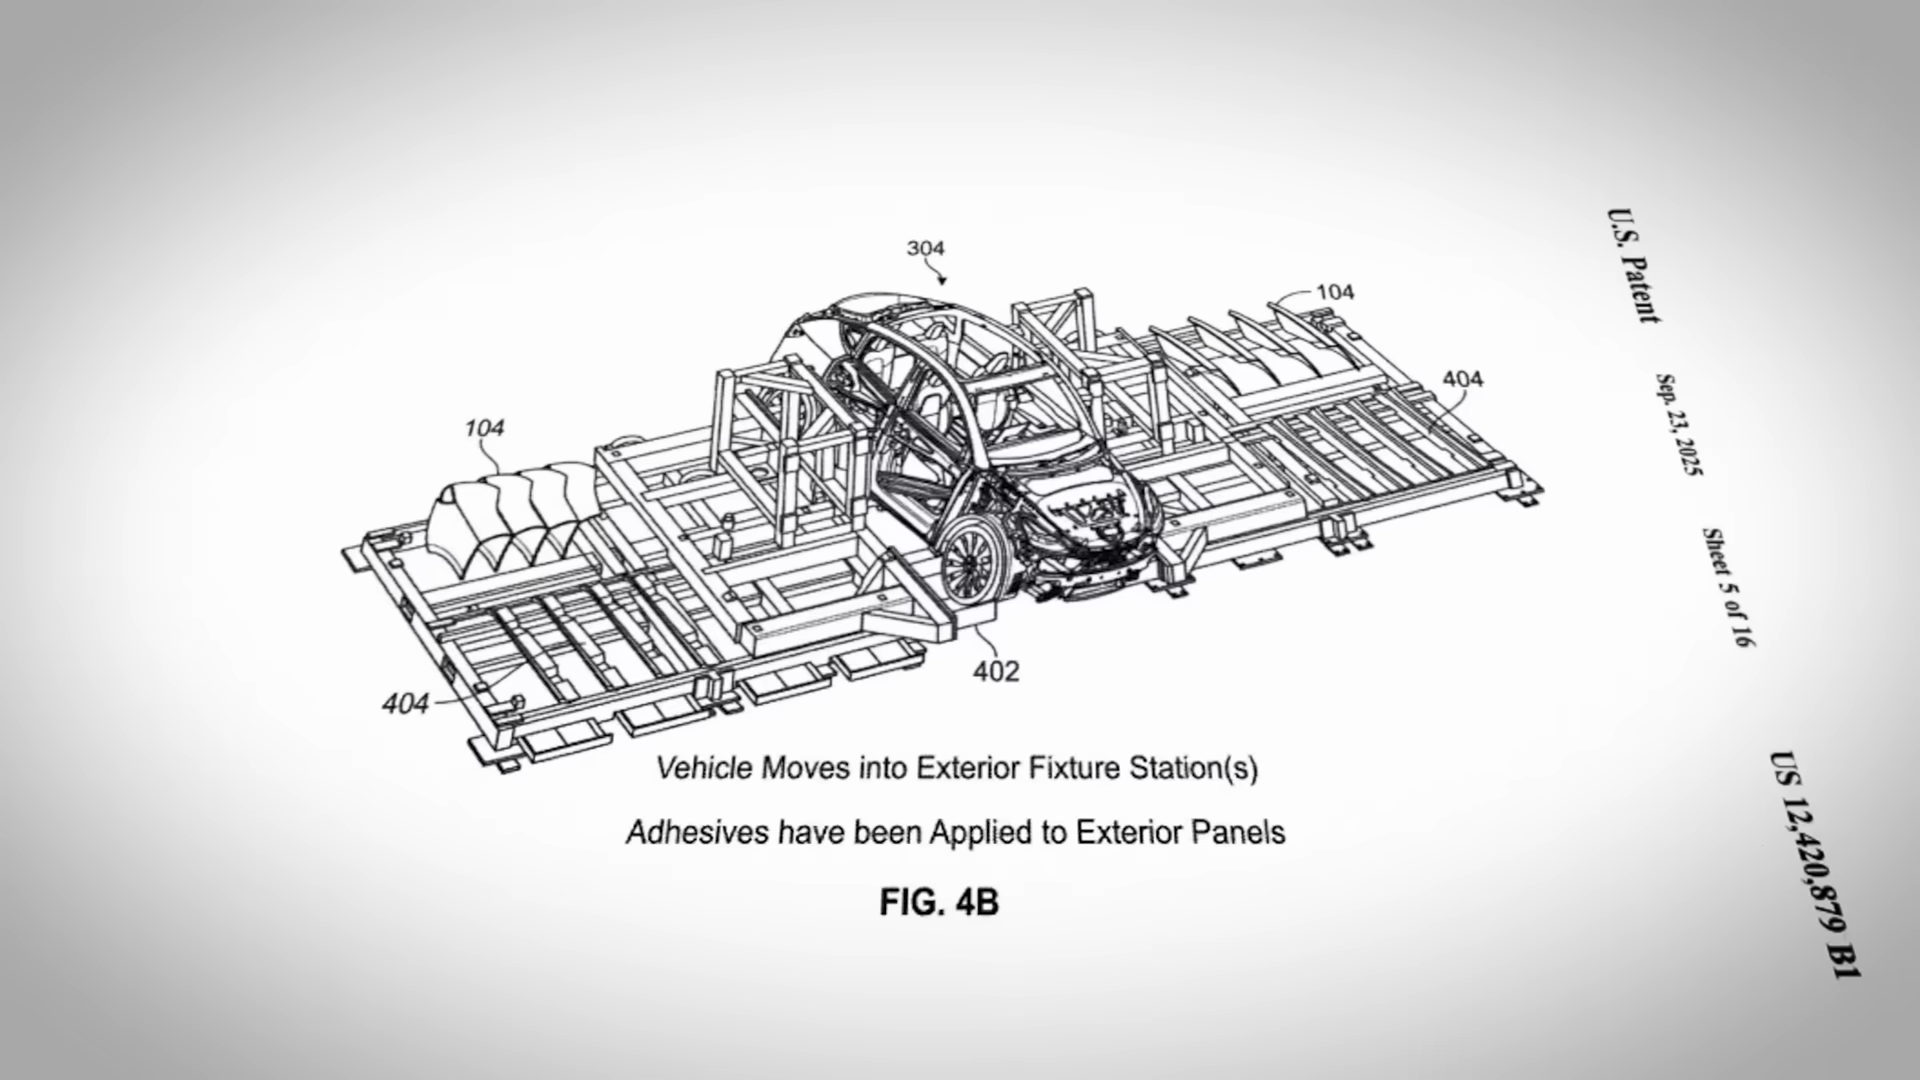 304
104
404
104
404
402
Vehicle Moves into Exterior Fixture Station(s)
Adhesives have been Applied to Exterior Panels
FIG. 4B
U.S. Patent
Sep. 23, 2025
Sheet 5 of 16
US 12,420,879 B1